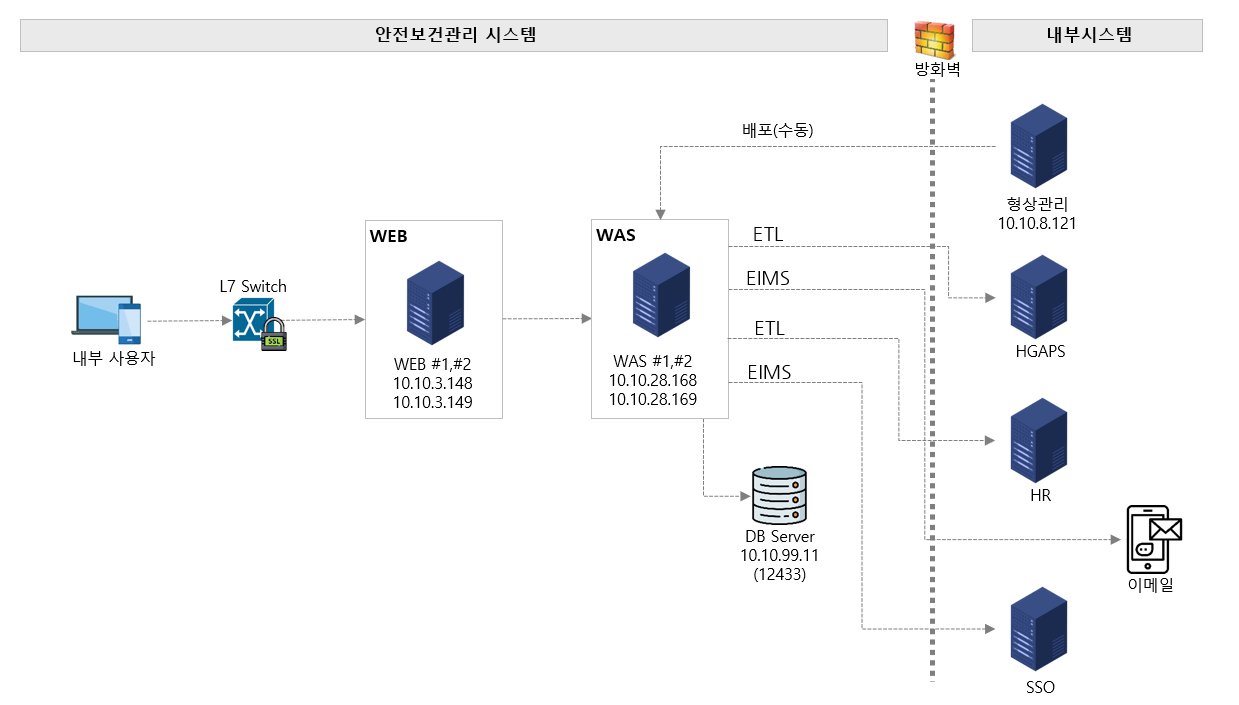 안전보건관리 시스템
내부시스템
방화벽
배포(수동)
형상관리
10.10.8.121
WEB
WAS
ETL
EIMS
L7 Switch
SSL
내부 사용자
WEB #1,#2
10.10.3.148
10.10.3.149
WAS #1,#2
10.10.28.168
10.10.28.169
ETL
EIMS
HGAPS
HR
DB Server
10.10.99.11
(12433)
이메일
SSO